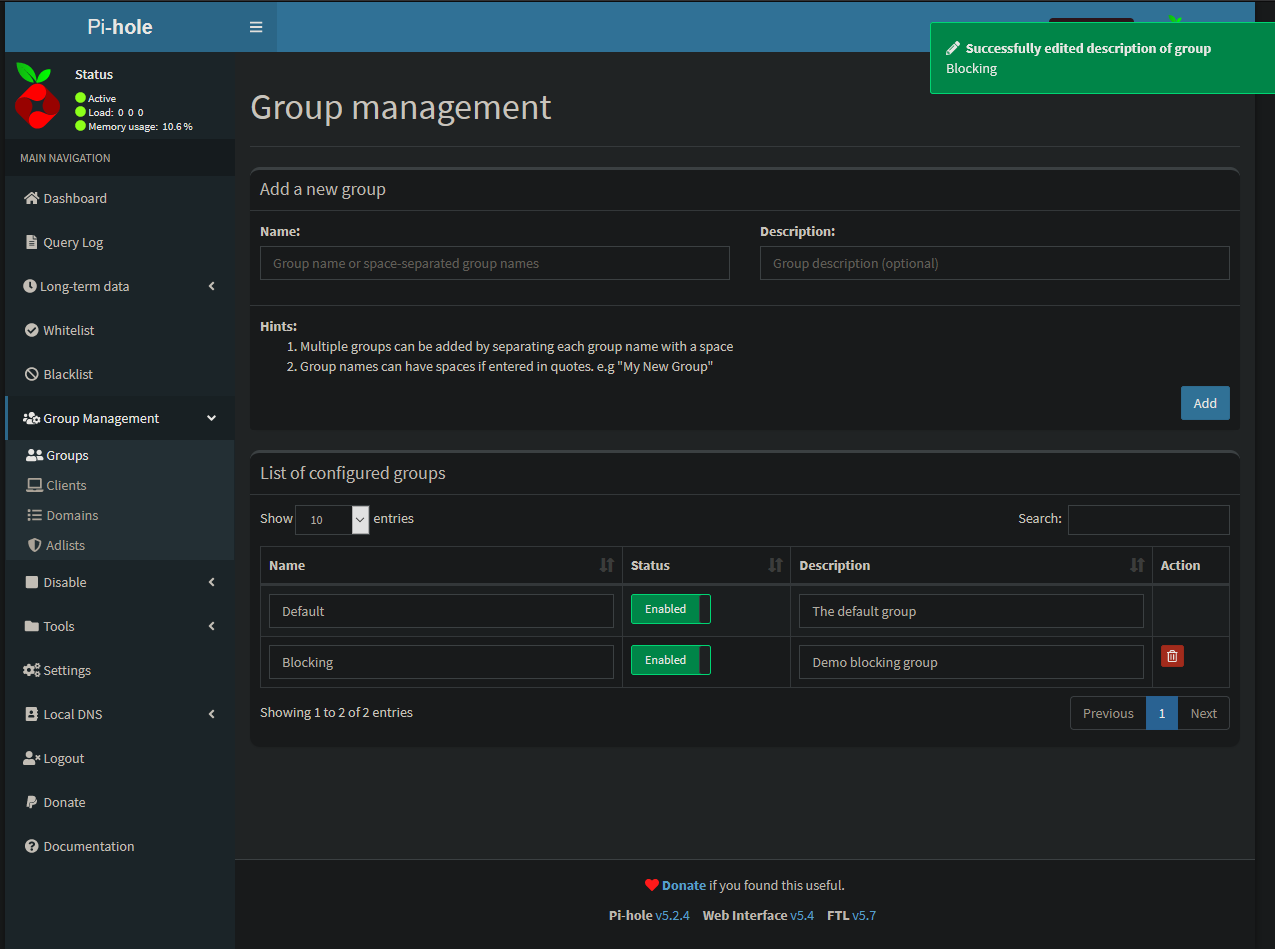 Pi-hole
Successfully edited description of group
Blocking
Status
Active
Load: 0 0 0
Memory usage: 10.6 %
MAIN NAVIGATION
Dashboard
Query Log
Long-term data
Whitelist
Blacklist
Group Management
Groups
Clients
Domains
Adlists
Disable
Tools
Settings
Local DNS
Logout
Donate
Documentation
Group management
Add a new group
Name: Description:
Group name or space-separated group names Group description (optional)
Hints:
1. Multiple groups can be added by separating each group name with a space
2. Group names can have spaces if entered in quotes. e.g "My New Group"
Add
List of configured groups
Show 10 entries Search:
Name Status Description Action
Default Enabled The default group
Blocking Enabled Demo blocking group
Showing 1 to 2 of 2 entries Previous 1 Next
Donate if you found this useful.
Pi-hole v5.2.4 Web Interface v5.4 FTL v5.7